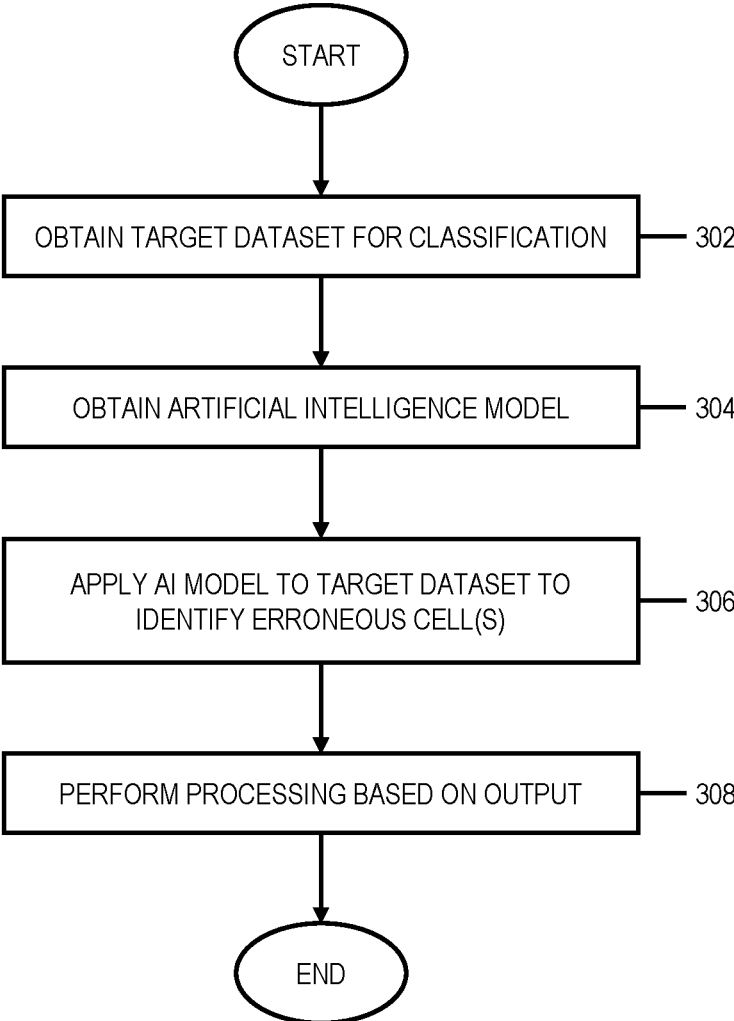 START
OBTAIN TARGET DATASET FOR CLASSIFICATION
302
OBTAIN ARTIFICIAL INTELLIGENCE MODEL
304
APPLY AI MODEL TO TARGET DATASET TO
IDENTIFY ERRONEOUS CELL(S)
306
PERFORM PROCESSING BASED ON OUTPUT
308
END